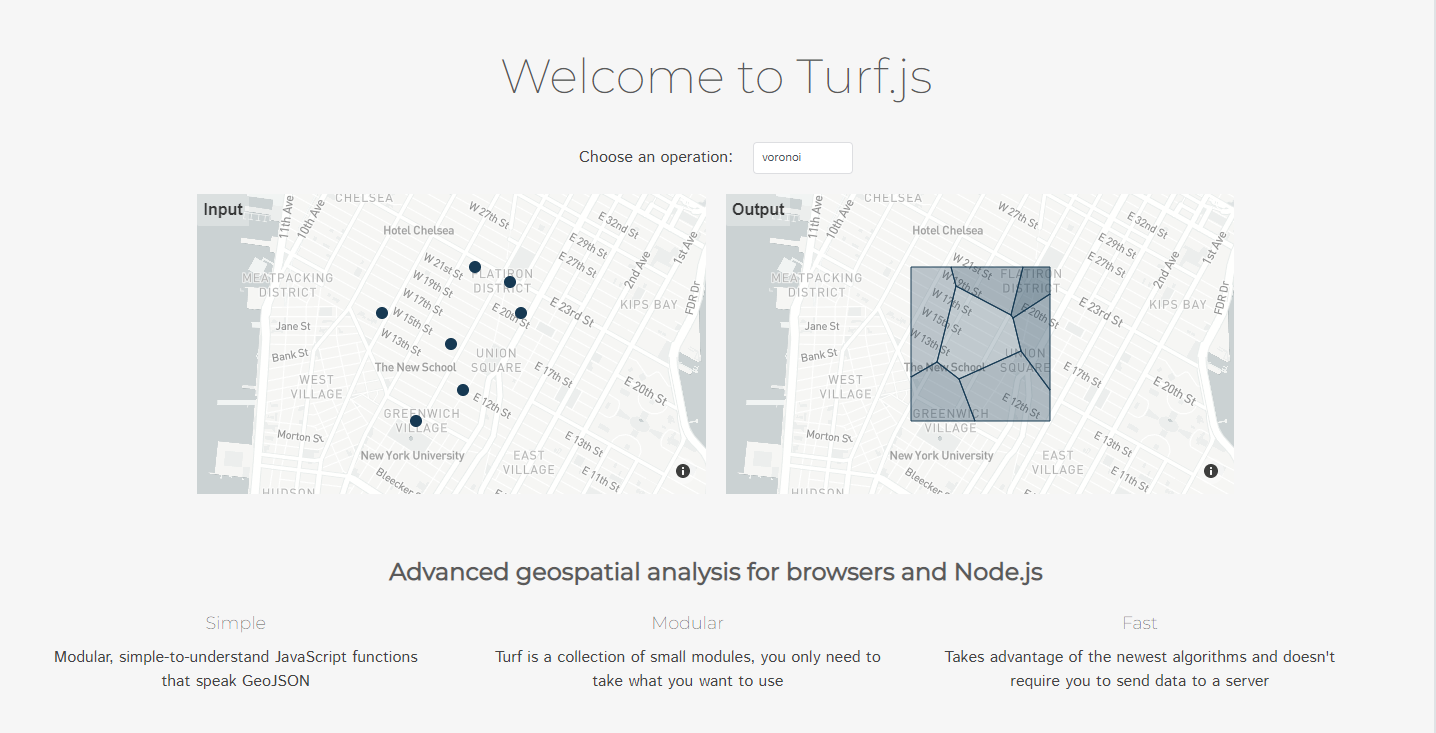 Welcome to Turf.js
Choose an operation: voronoi
Input
CHELSEA
11th Ave
10th Ave
W 27th St
E 32nd St
Hotel Chelsea
E 29th St
1st Ave
W 21st St
E 27th St
2nd Ave
MEATPACKING
DISTRICT
W 19th St
FLATIRON
DISTRICT
FDR Dr
W 17th St
E 20th St
E 23rd St
KIPS BAY
Jane St
W 15th St
W 13th St
Bank St
UNION
SQUARE
The New School
E 17th St
WEST
VILLAGE
E 20th St
E 12th St
GREENWICH
VILLAGE
Morton St
E 13th St
New York University
EAST
VILLAGE
E 11th St
Bleecker St
HUDSON
Output
CHELSEA
11th Ave
10th Ave
W 27th St
E 32nd St
Hotel Chelsea
E 29th St
1st Ave
W 21st St
E 27th St
2nd Ave
MEATPACKING
DISTRICT
W 19th St
FLATIRON
DISTRICT
FDR Dr
W 17th St
E 20th St
E 23rd St
KIPS BAY
Jane St
W 15th St
W 13th St
Bank St
UNION
SQUARE
The New School
E 17th St
WEST
VILLAGE
E 20th St
E 12th St
GREENWICH
VILLAGE
Morton St
E 13th St
New York University
EAST
VILLAGE
E 11th St
Bleecker St
HUDSON
Advanced geospatial analysis for browsers and Node.js
Simple
Modular, simple-to-understand JavaScript functions
that speak GeoJSON
Modular
Turf is a collection of small modules, you only need to
take what you want to use
Fast
Takes advantage of the newest algorithms and doesn't
require you to send data to a server